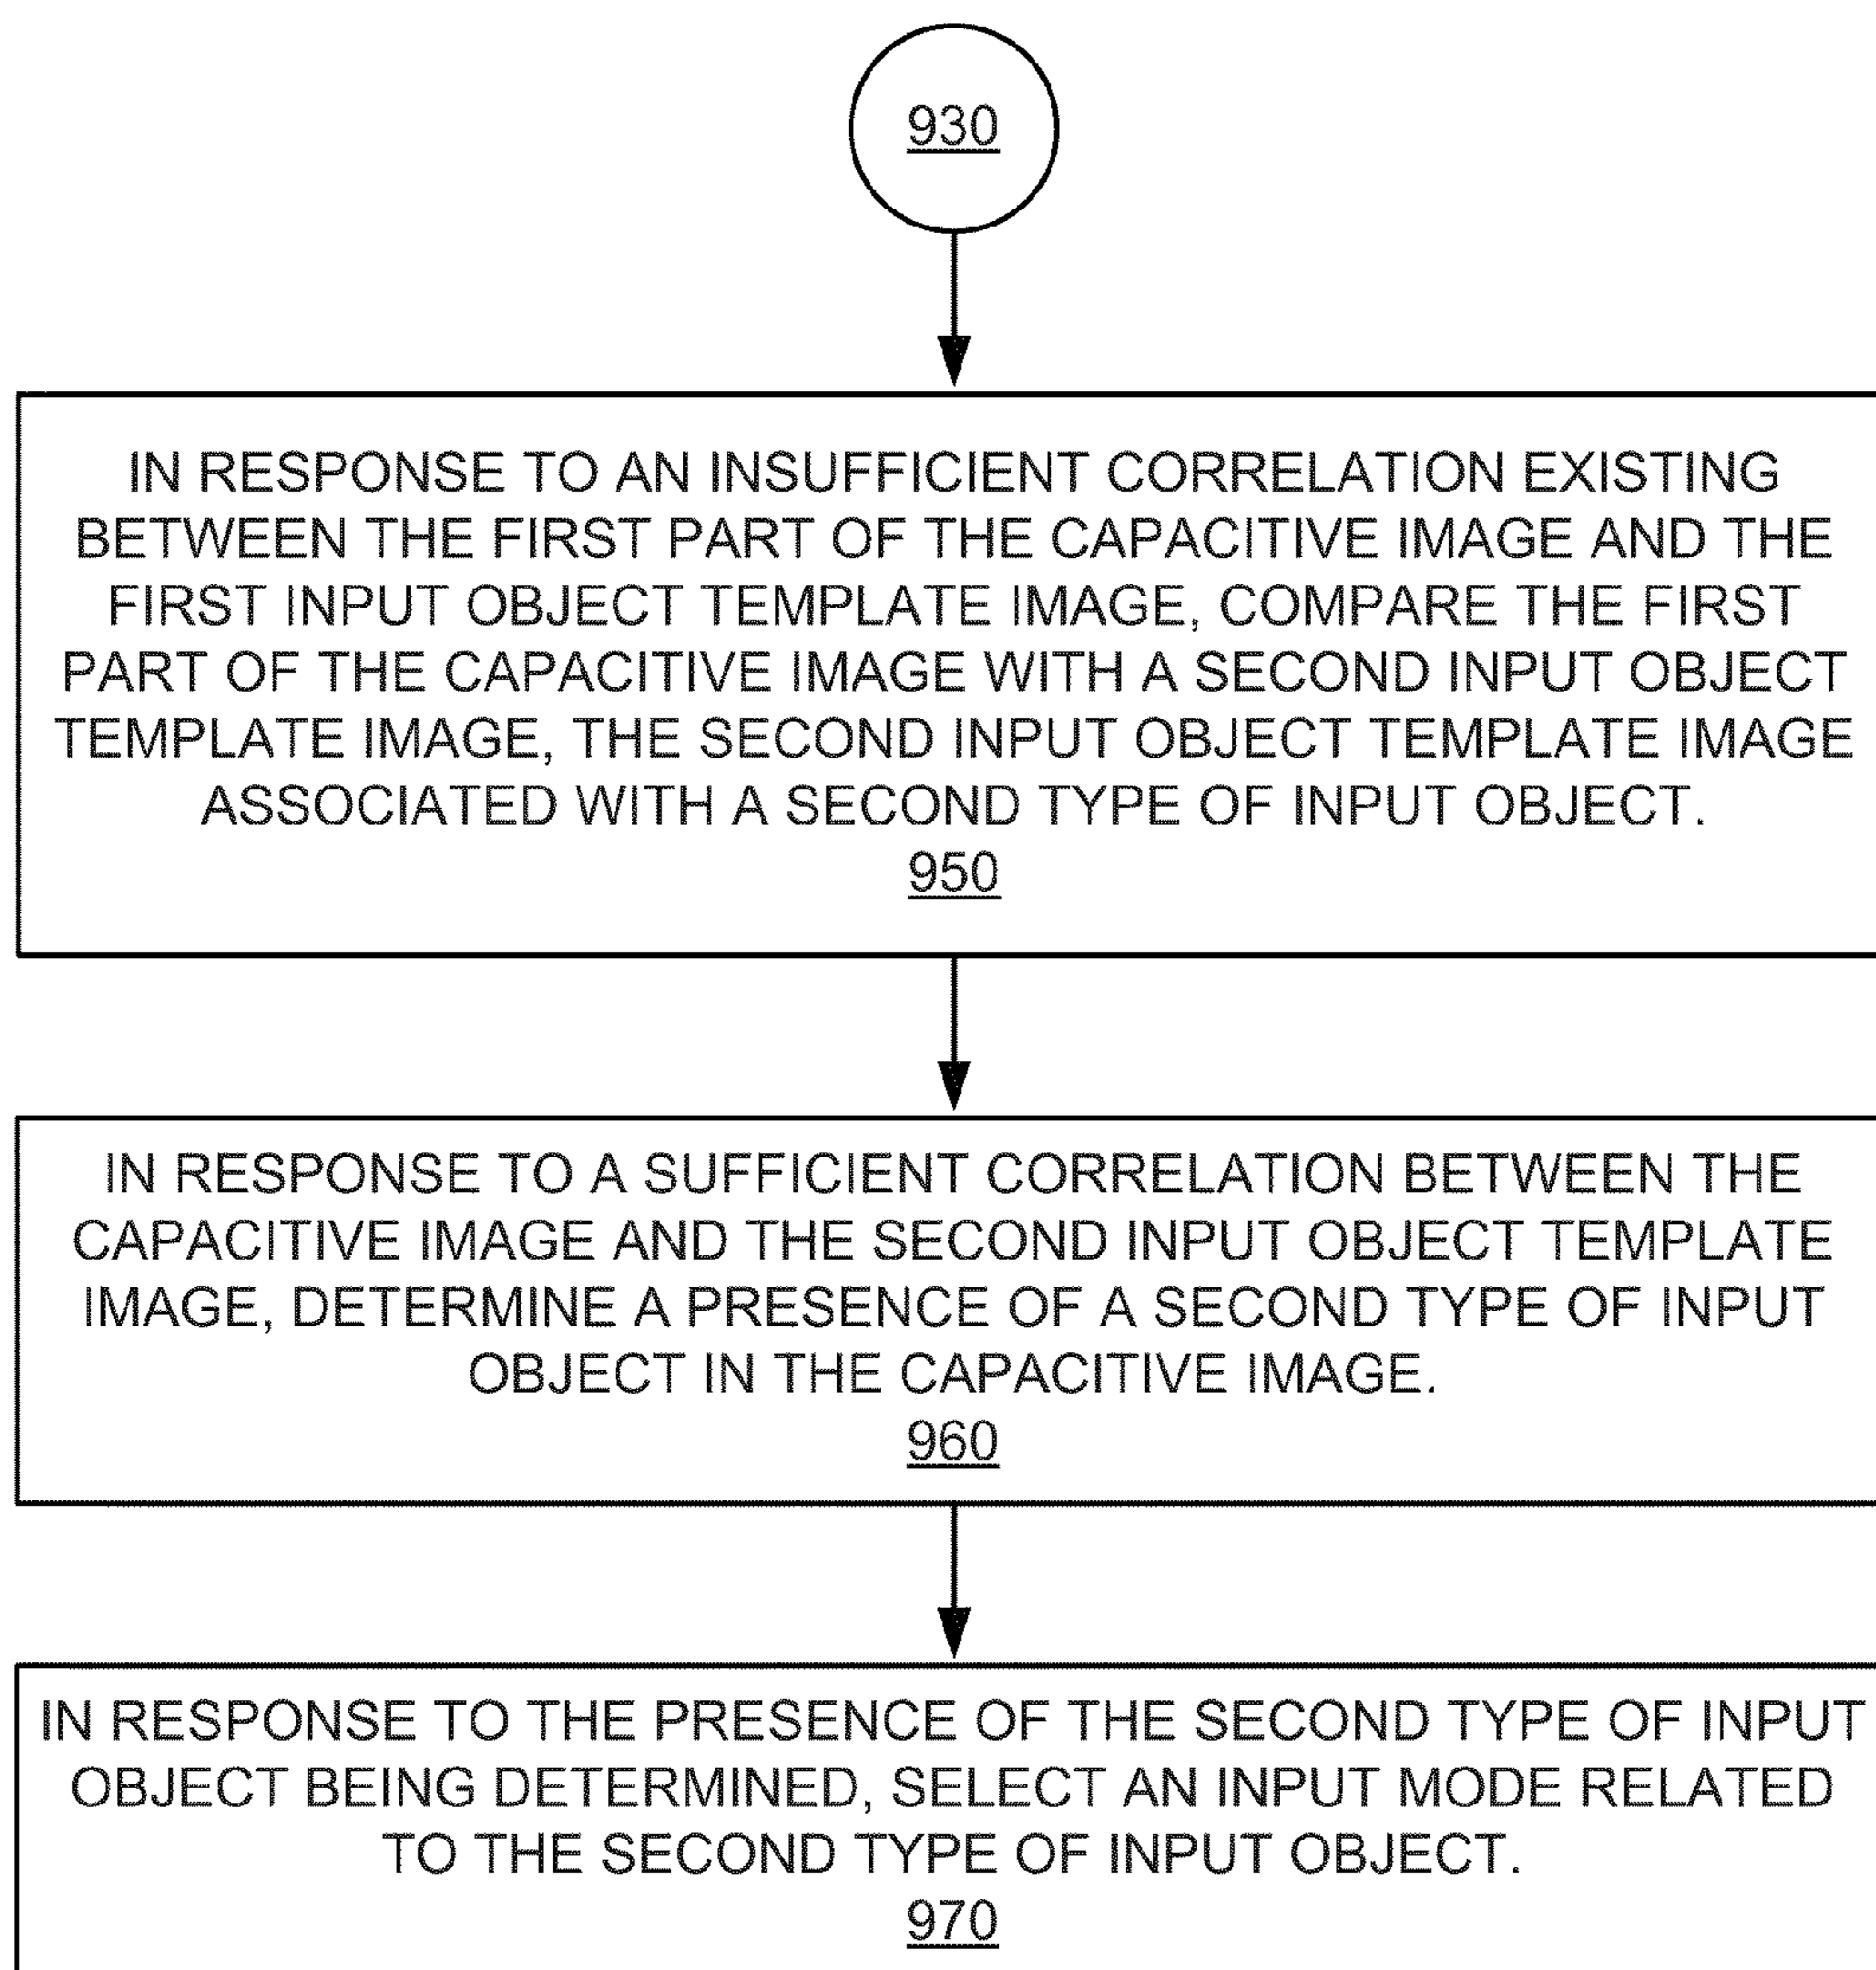 930
IN RESPONSE TO AN INSUFFICIENT CORRELATION EXISTING
BETWEEN THE FIRST PART OF THE CAPACITIVE IMAGE AND THE
FIRST INPUT OBJECT TEMPLATE IMAGE, COMPARE THE FIRST
PART OF THE CAPACITIVE IMAGE WITH A SECOND INPUT OBJECT
TEMPLATE IMAGE, THE SECOND INPUT OBJECT TEMPLATE IMAGE
ASSOCIATED WITH A SECOND TYPE OF INPUT OBJECT.
950
IN RESPONSE TO A SUFFICIENT CORRELATION BETWEEN THE
CAPACITIVE IMAGE AND THE SECOND INPUT OBJECT TEMPLATE
IMAGE, DETERMINE A PRESENCE OF A SECOND TYPE OF INPUT
OBJECT IN THE CAPACITIVE IMAGE.
960
IN RESPONSE TO THE PRESENCE OF THE SECOND TYPE OF INPUT
OBJECT BEING DETERMINED, SELECT AN INPUT MODE RELATED
TO THE SECOND TYPE OF INPUT OBJECT.
970